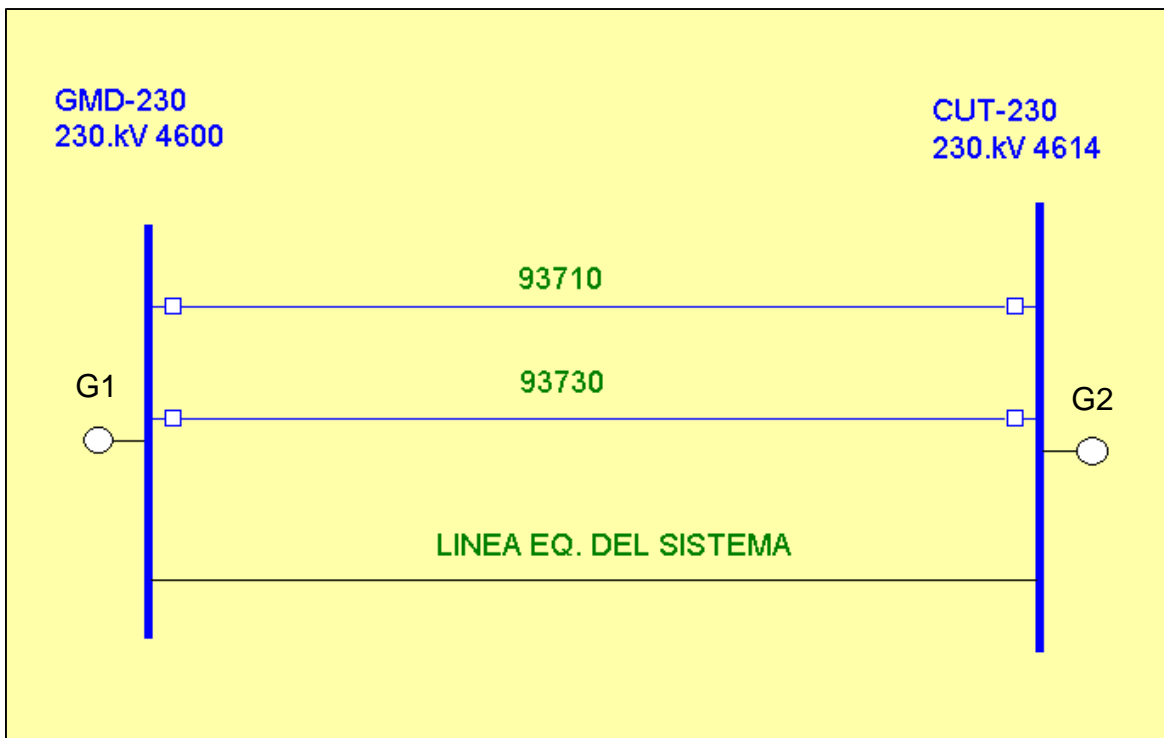 GMD-230
230.kV 4600
CUT-230
230.kV 4614
93710
93730
G1
G2
LINEA EQ. DEL SISTEMA